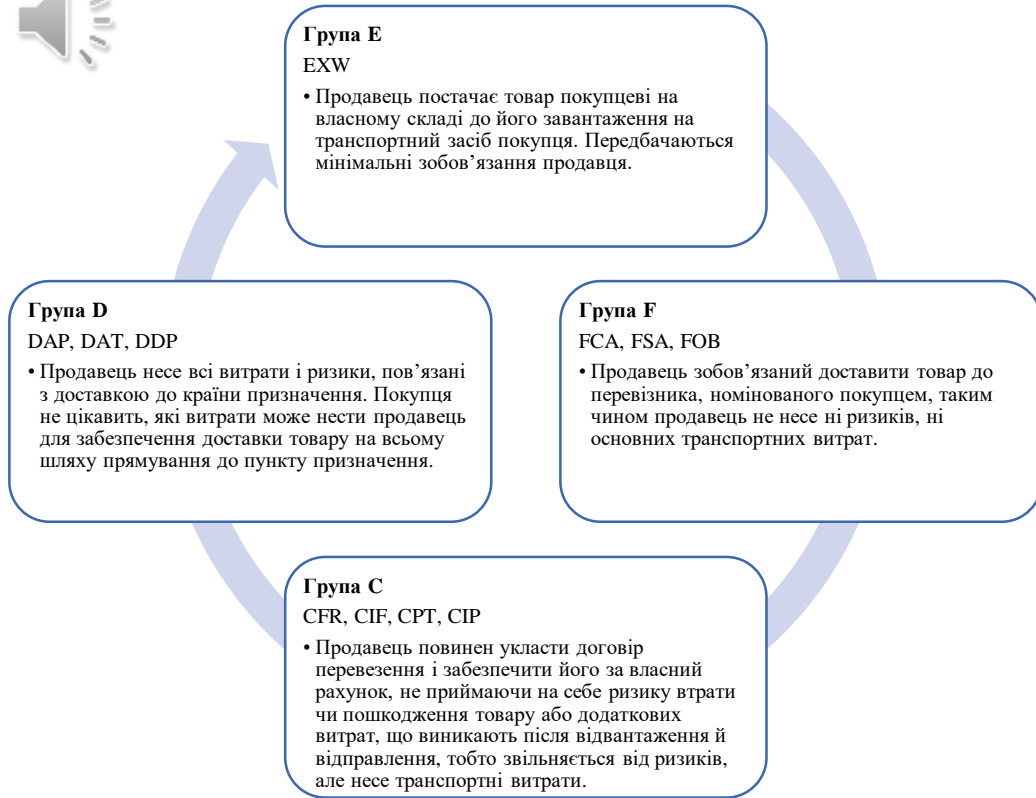 Група E
EXW
• Продавець постачає товар покупцеві на
власному складі до його завантаження на
транспортний засіб покупця. Передбачаються
мінімальні зобов’язання продавця.
Група F
FCA, FSA, FOB
• Продавець зобов’язаний доставити товар до
перевізника, номінованого покупцем, таким
чином продавець не несе ні ризиків, ні
основних транспортних витрат.
Група C
CFR, CIF, CPT, CIP
• Продавець повинен укласти договір
перевезення і забезпечити його за власний
рахунок, не приймаючи на себе ризику втрати
чи пошкодження товару або додаткових
витрат, що виникають після відвантаження й
відправлення, тобто звільняється від ризиків,
але несе транспортні витрати.
Група D
DAP, DAT, DDP
• Продавець несе всі витрати і ризики, пов’язані
з доставкою до країни призначення. Покупця
не цікавить, які витрати може нести продавець
для забезпечення доставки товару на всьому
шляху прямування до пункту призначення.